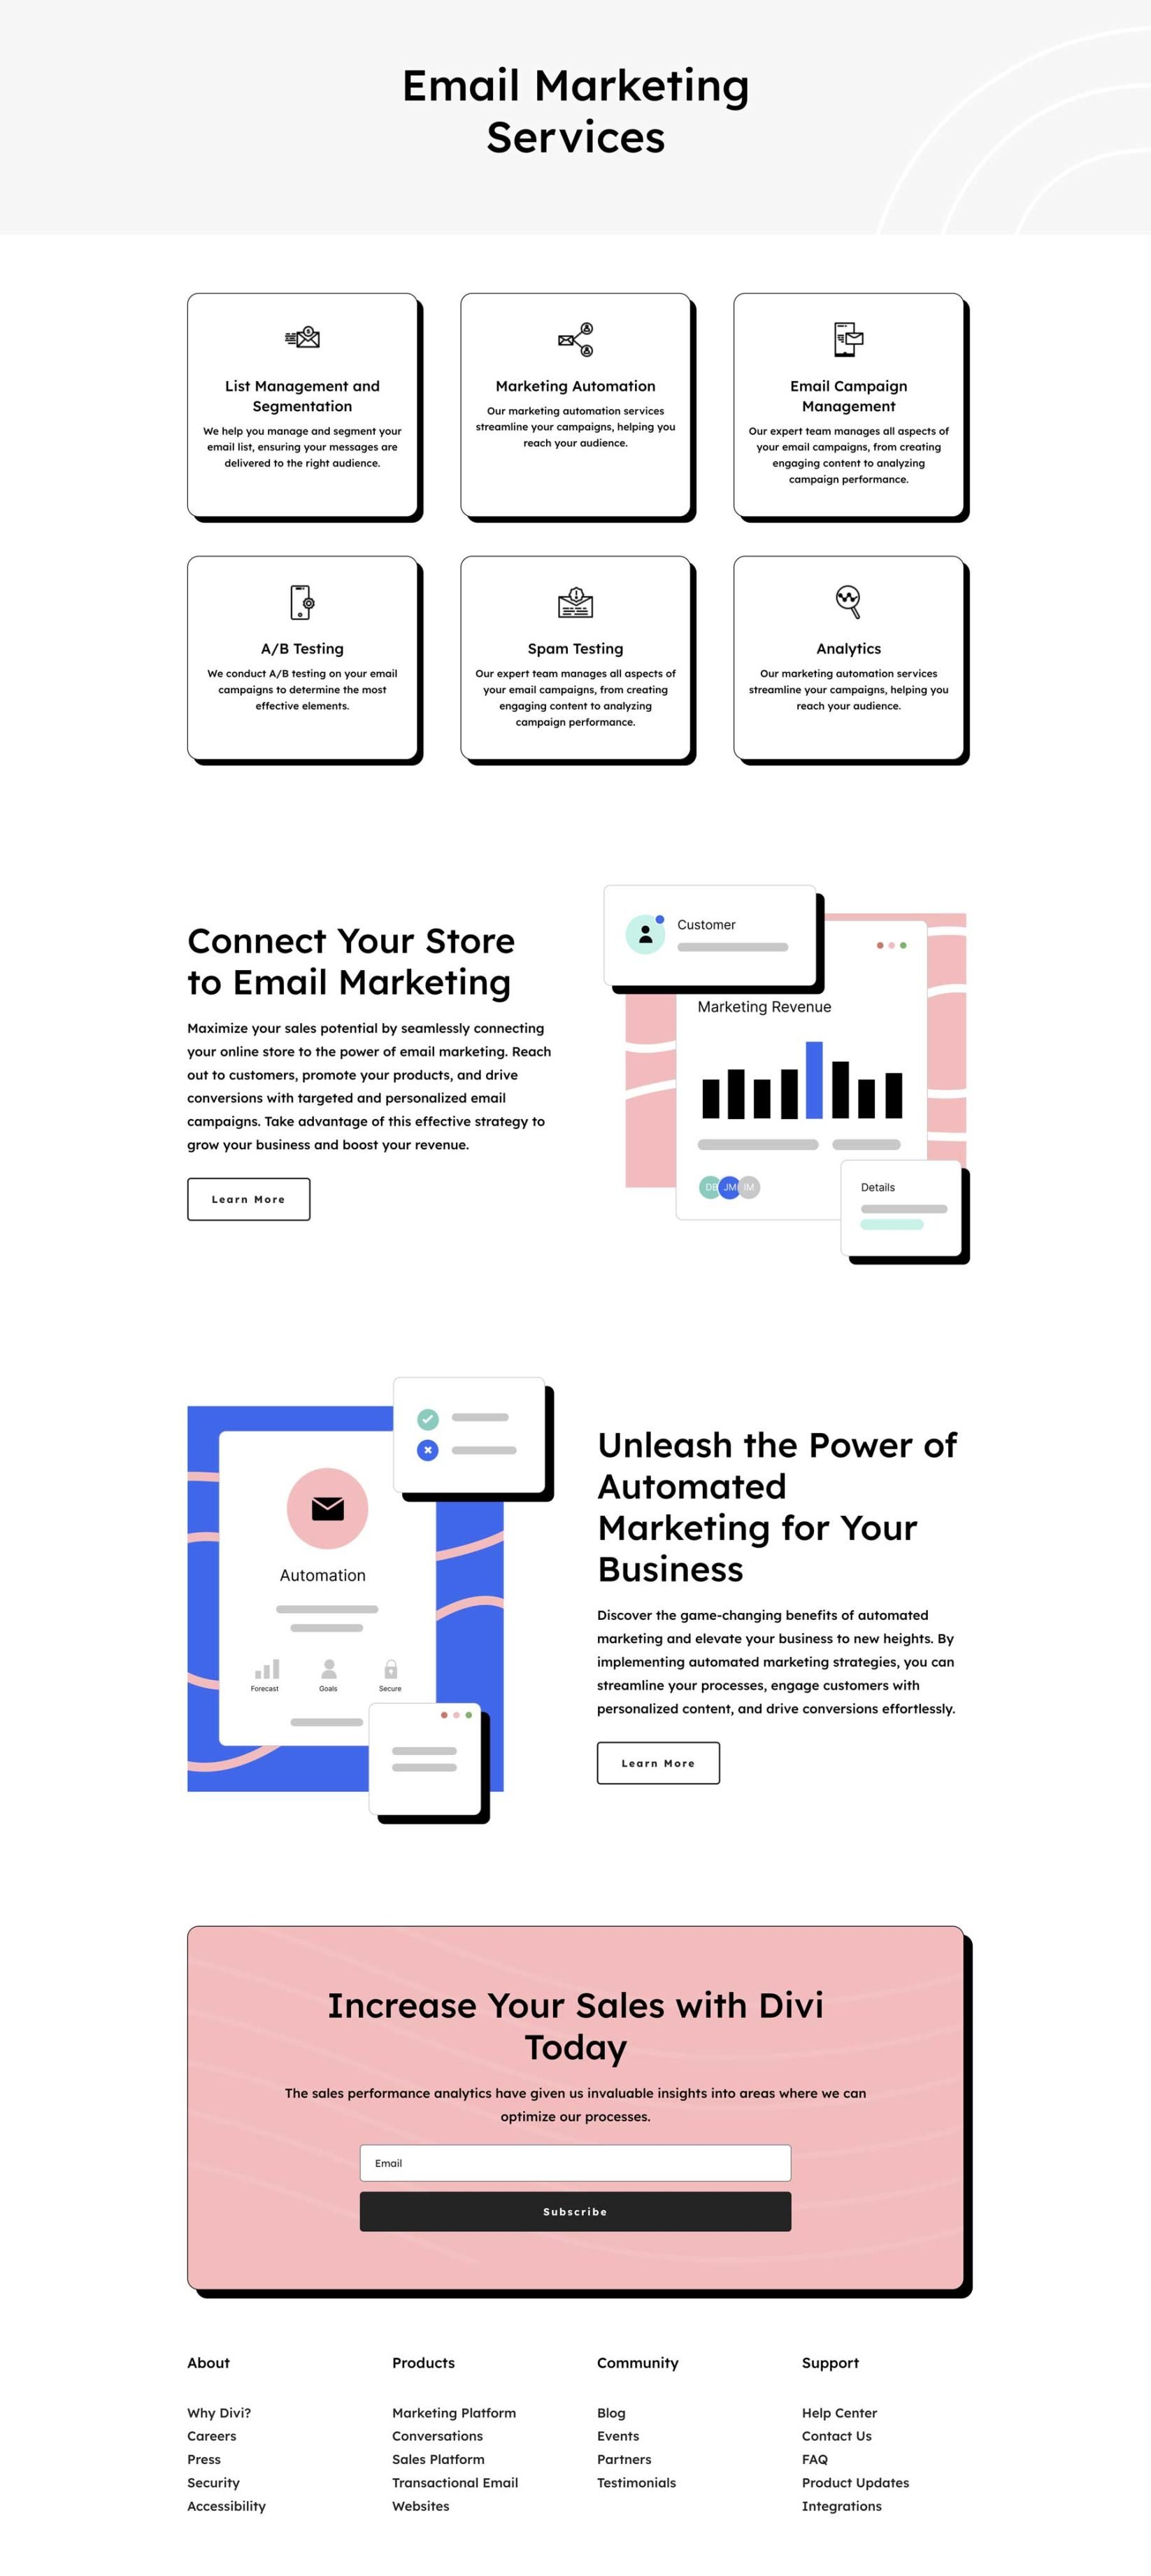 Email Marketing
Services
List Management and
Segmentation
We help you manage and segment your
email list, ensuring your messages are
delivered to the right audience.
Marketing Automation
Our marketing automation services
streamline your campaigns, helping you
reach your audience.
Email Campaign
Management
Our expert team manages all aspects of
your email campaigns, from creating
engaging content to analyzing
campaign performance.
A/B Testing
We conduct A/B testing on your email
campaigns to determine the most
effective elements.
Spam Testing
Our expert team manages all aspects of
your email campaigns, from creating
engaging content to analyzing
campaign performance.
Analytics
Our marketing automation services
streamline your campaigns, helping you
reach your audience.
Connect Your Store
to Email Marketing
Maximize your sales potential by seamlessly connecting
your online store to the power of email marketing. Reach
out to customers, promote your products, and drive
conversions with targeted and personalized email
campaigns. Take advantage of this effective strategy to
grow your business and boost your revenue.
Learn More
Customer
Marketing Revenue
DB JM IM
Details
Automation
Forecast Goals Secure
Unleash the Power of
Automated
Marketing for Your
Business
Discover the game-changing benefits of automated
marketing and elevate your business to new heights. By
implementing automated marketing strategies, you can
streamline your processes, engage customers with
personalized content, and drive conversions effortlessly.
Learn More
Increase Your Sales with Divi
Today
The sales performance analytics have given us invaluable insights into areas where we can
optimize our processes.
Email
Subscribe
About
Why Divi?
Careers
Press
Security
Accessibility
Products
Marketing Platform
Conversations
Sales Platform
Transactional Email
Websites
Community
Blog
Events
Partners
Testimonials
Support
Help Center
Contact Us
FAQ
Product Updates
Integrations